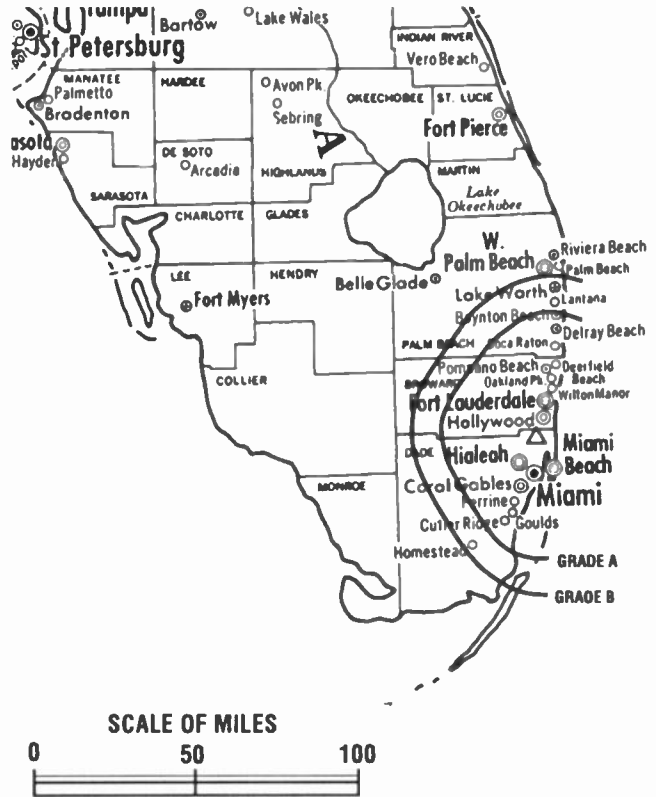 Tampa
Bartow
Lake Wales
St. Petersburg
INDIAN RIVER
Vero Beach
MANATEE
HARDEE
Avon Pk.
Palmetto
Bradenton
Sebring
OKEECHOBEE
ST. LUCIE
Fort Pierce
A
asota
Hayden
DE SOTO
Arcadia
HIGHLANDS
MARTIN
SARASOTA
CHARLOTTE
GLADES
Lake
Okeechubee
W.
Palm Beach
Riviera Beach
Palm Beach
LEE
HENDRY
Belle Glade
Lake Worth
Lantana
Fort Myers
Boynton Beach
Delray Beach
PALM BEACH
Boca Raton
COLLIER
Pompano Beach
Deerfield
Beach
BROWARD
Oakland Pk.
Wilton Manor
Fort Lauderdale
Hollywood
DADE
Hialeah
Miami
Beach
MONROE
Coral Gables
Miami
Perrine
Cutler Ridge
Goulds
Homestead
GRADE A
GRADE B
SCALE OF MILES
0 50 100